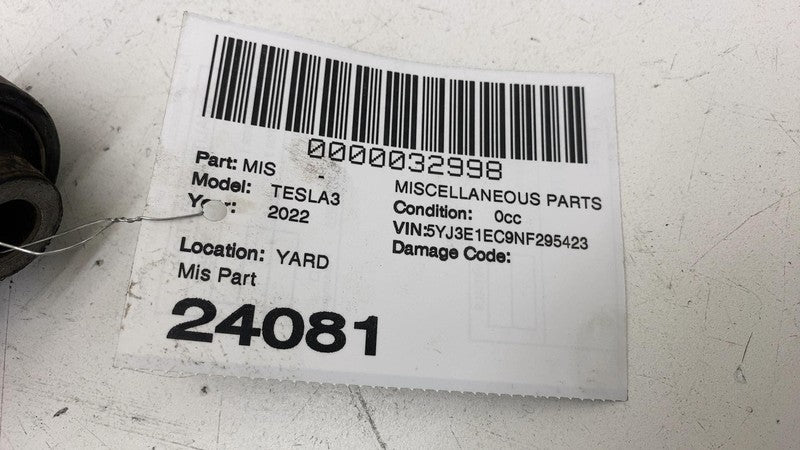 0000032998
Part: MIS -
Model: TESLA3
Year: 2022
MISCELLANEOUS PARTS
Condition: 0cc
VIN:5YJ3E1EC9NF295423
Damage Code:
Location: YARD
Mis Part
24081